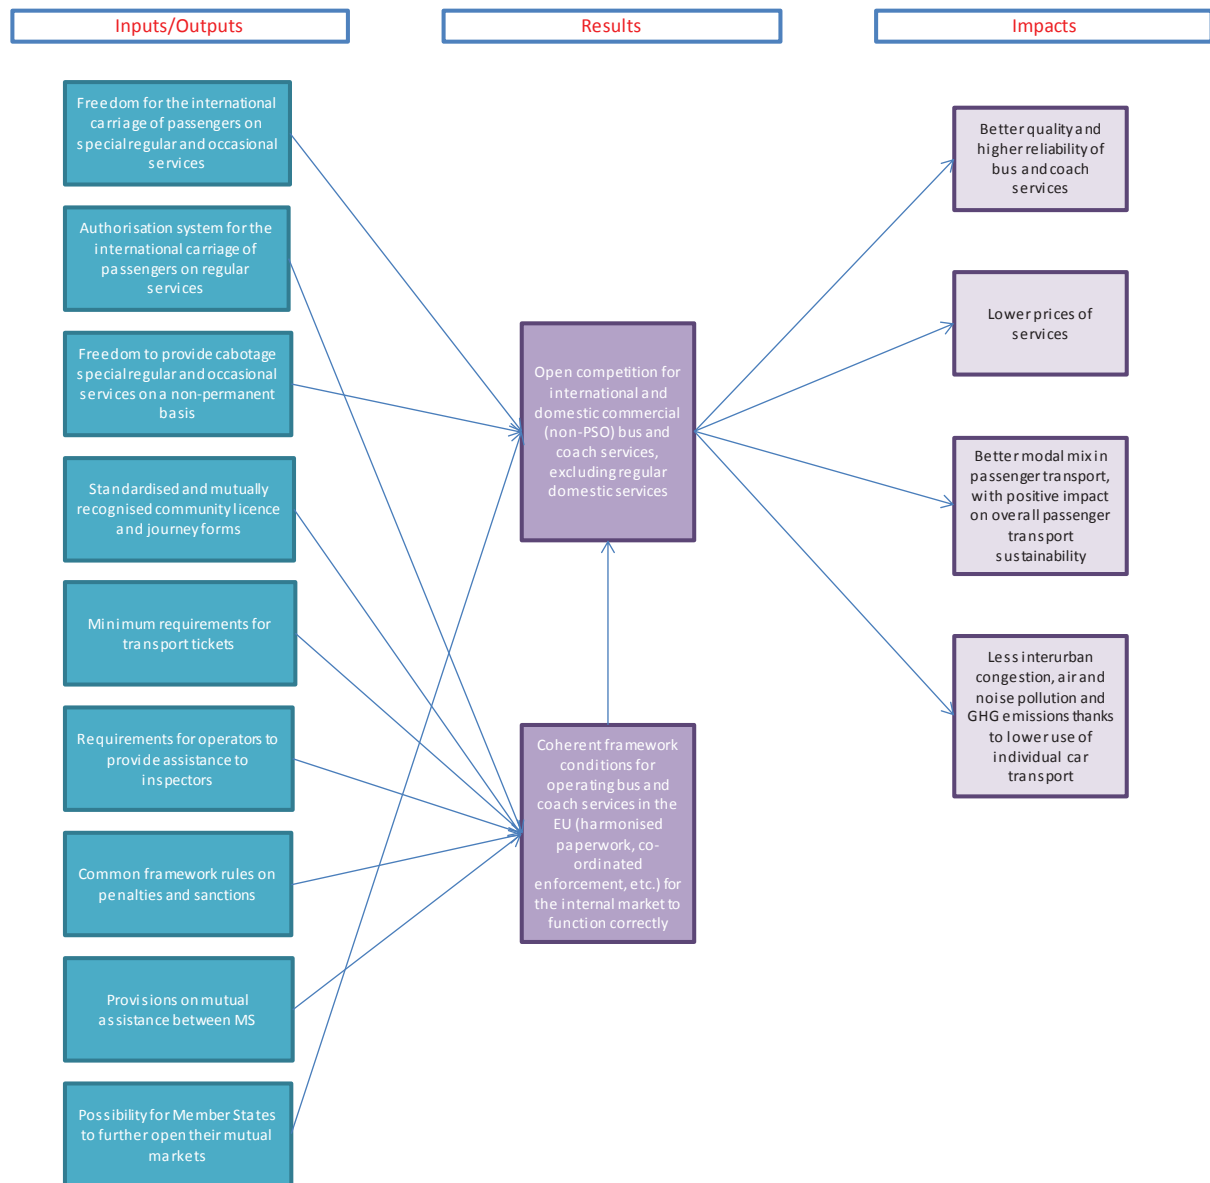 Inputs/Outputs
Results
Impacts
Freedom for the international
carriage of passengers on
special regular and occasional
services
Authorisation system for the
international carriage of
passengers on regular
services
Freedom to provide cabotage
special regular and occasional
services on a non-permanent
basis
Standardised and mutually
recognised community licence
and journey forms
Minimum requirements for
transport tickets
Requirements for operators to
provide assistance to
inspectors
Common framework rules on
penalties and sanctions
Provisions on mutual
assistance between MS
Possibility for Member States
to further open their mutual
markets
Open competition for
international and
domestic commercial
(non-PSO) bus and
coach services,
excluding regular
domestic services
Coherent framework
conditions for
operating bus and
coach services in the
EU (harmonised
paperwork, co-
ordinated
enforcement, etc.) for
the internal market to
function correctly
Better quality and
higher reliability of
bus and coach
services
Lower prices of
services
Better modal mix in
passenger transport,
with positive impact
on overall passenger
transport
sustainability
Less interurban
congestion, air and
noise pollution and
GHG emissions thanks
to lower use of
individual car
transport